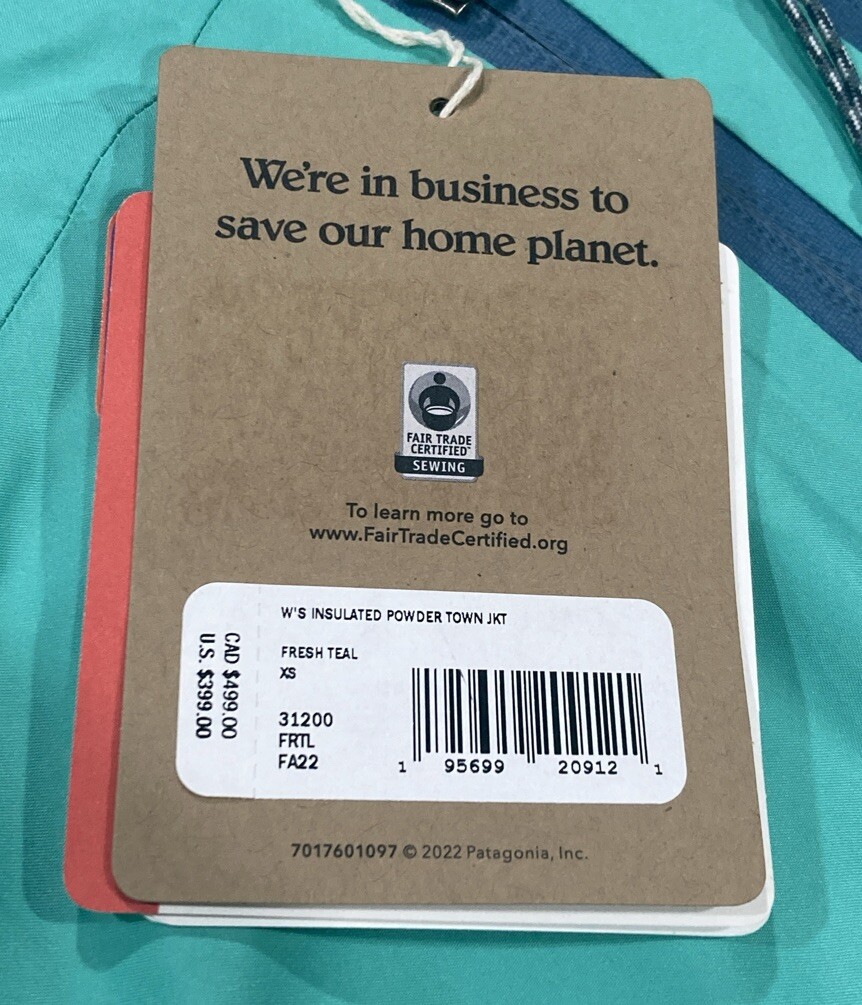 We're in business to
save our home planet.
FAIR TRADE
CERTIFIED™
SEWING
To learn more go to
www.FairTradeCertified.org
W'S INSULATED POWDER TOWN JKT
FRESH TEAL
XS
31200
FRTL
FA22
1 95699 20912 1
CAD $499.00
U.S. $399.00
7017601097 © 2022 Patagonia, Inc.